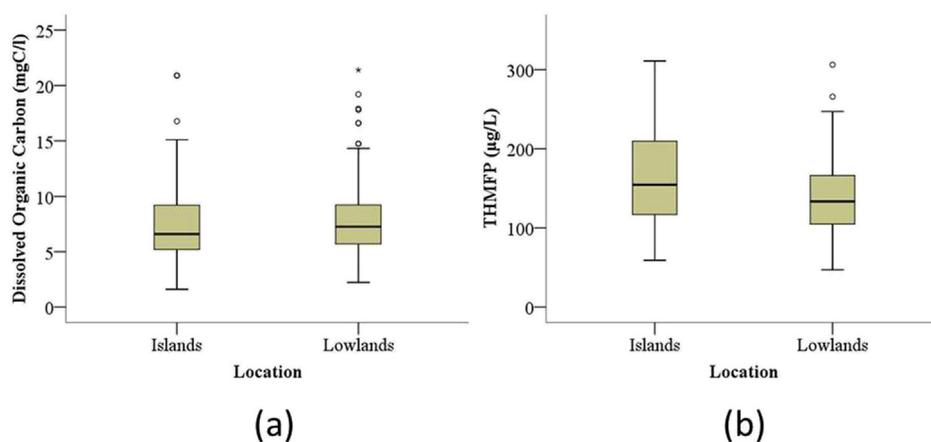 Dissolved Organic Carbon (mgC/l)
25
20
15
10
5
0
Islands
Lowlands
Location
(a)
THMFP (µg/L)
300
200
100
0
Islands
Lowlands
Location
(b)